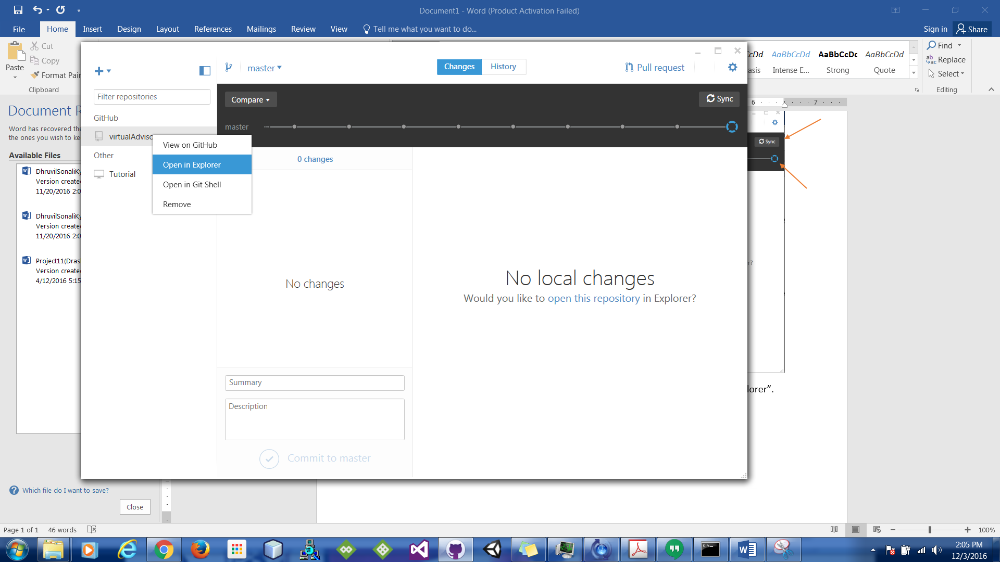 Document1 - Word (Product Activation Failed)
File
Home
Insert
Design
Layout
References
Mailings
Review
View
Tell me what you want to do...
Sign in
Share
Paste
Cut
Copy
Format Pai
Clipboard
AaBbCcDd
AaBbCcDc
AaBbCcDd
Intense E...
Strong
Quote
Find
Replace
Select
Editing
Document R
Word has recovered the
the ones you wish to ke
Available Files
DhruvilSonaliKy
Version create
11/20/2016 2:0
DhruvilSonaliKy
Version create
11/20/2016 2:0
Project11(Dras
Version create
4/12/2016 5:15
Which file do I want to save?
Close
master
Changes
History
Pull request
Filter repositories
GitHub
virtualAdviso
Other
Tutorial
View on GitHub
Open in Explorer
Open in Git Shell
Remove
Compare
Sync
master
0 changes
No changes
No local changes
Would you like to open this repository in Explorer?
Summary
Description
Commit to master
6
7
Sync
lorer”.
Page 1 of 1
46 words
100%
2:05 PM
12/3/2016